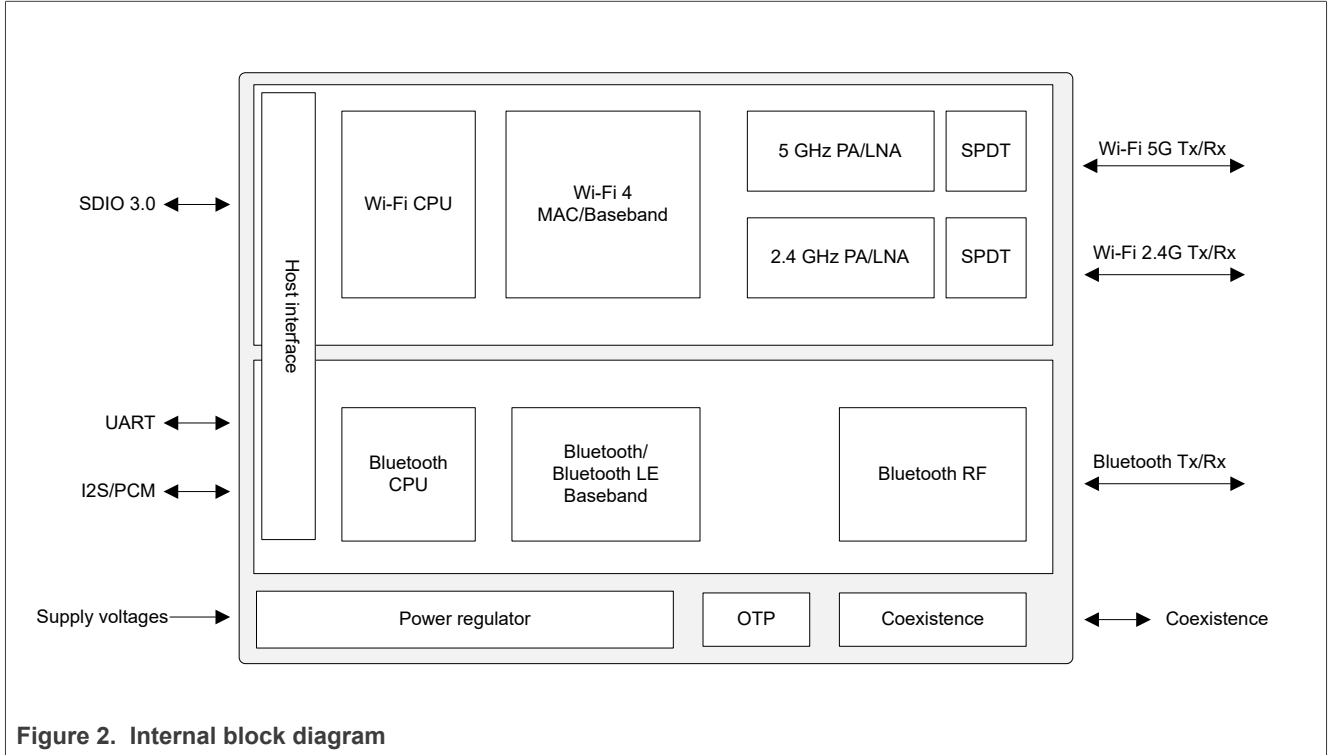 SDIO 3.0
UART
I2S/PCM
Supply voltages
Host interface
Wi-Fi CPU
Wi-Fi 4
MAC/Baseband
5 GHz PA/LNA
SPDT
2.4 GHz PA/LNA
SPDT
Wi-Fi 5G Tx/Rx
Wi-Fi 2.4G Tx/Rx
Bluetooth
CPU
Bluetooth/
Bluetooth LE
Baseband
Bluetooth RF
Bluetooth Tx/Rx
Power regulator
OTP
Coexistence
Coexistence
Figure 2. Internal block diagram